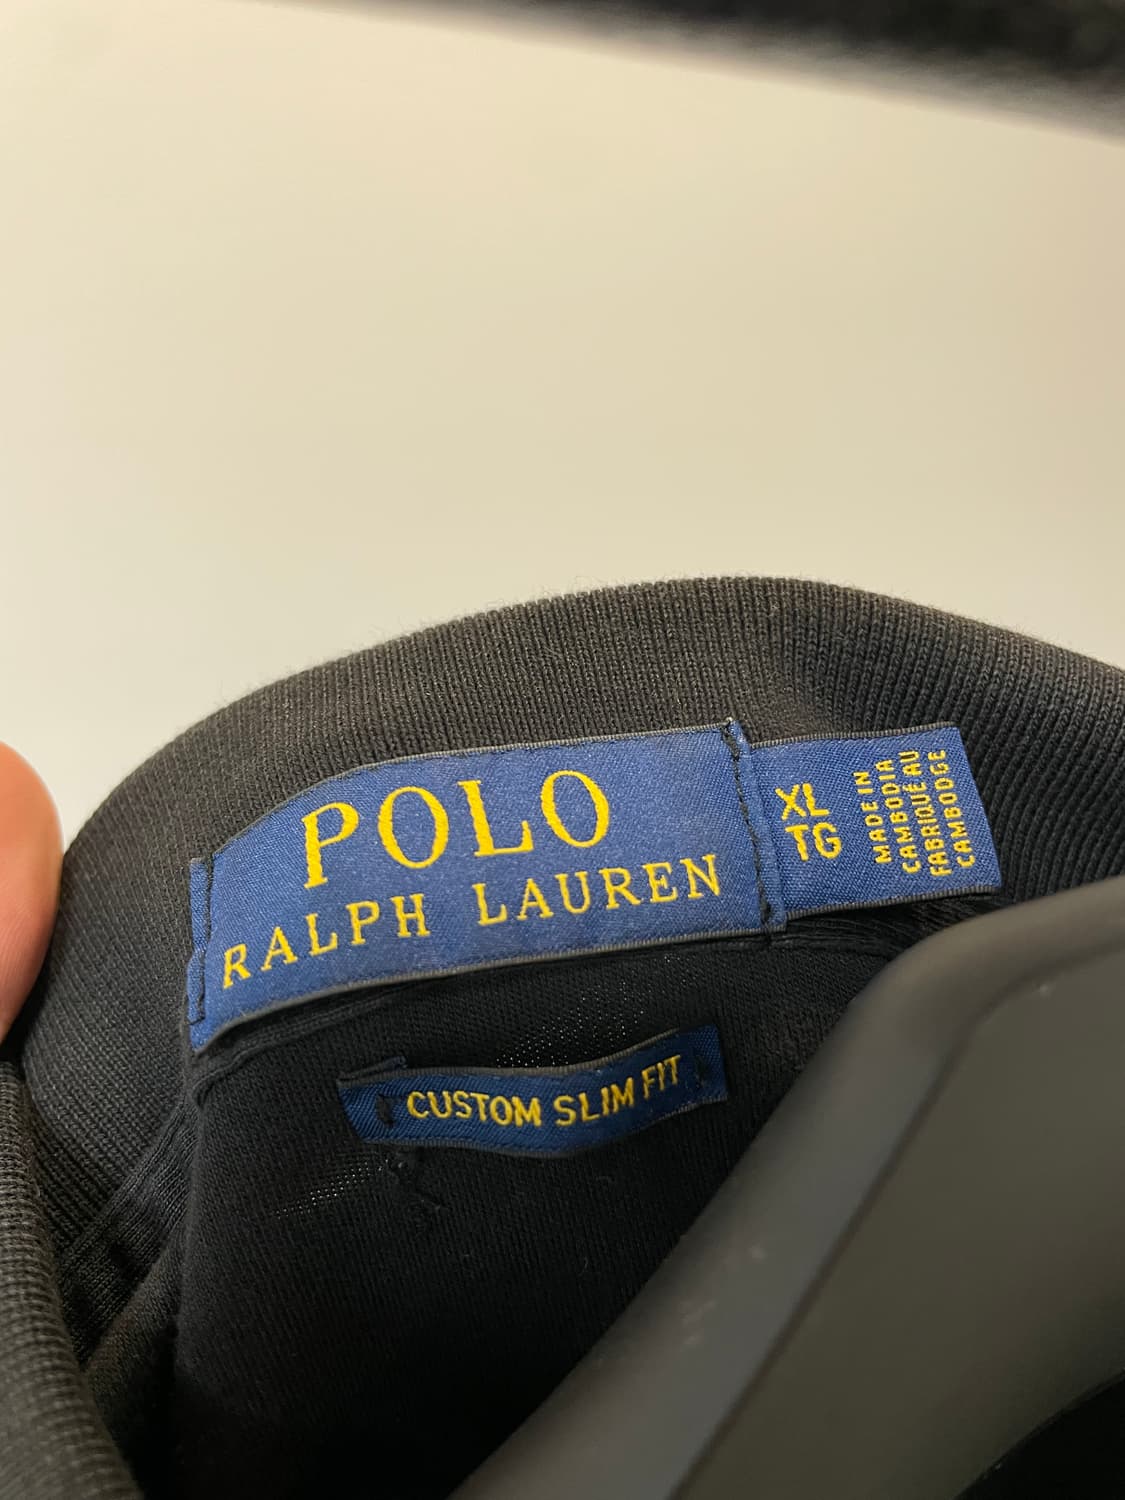 POLO
RALPH LAUREN
XL
TG
MADE IN
CAMBODIA
FABRIQUÉ AU
CAMBODGE
CUSTOM SLIM FIT